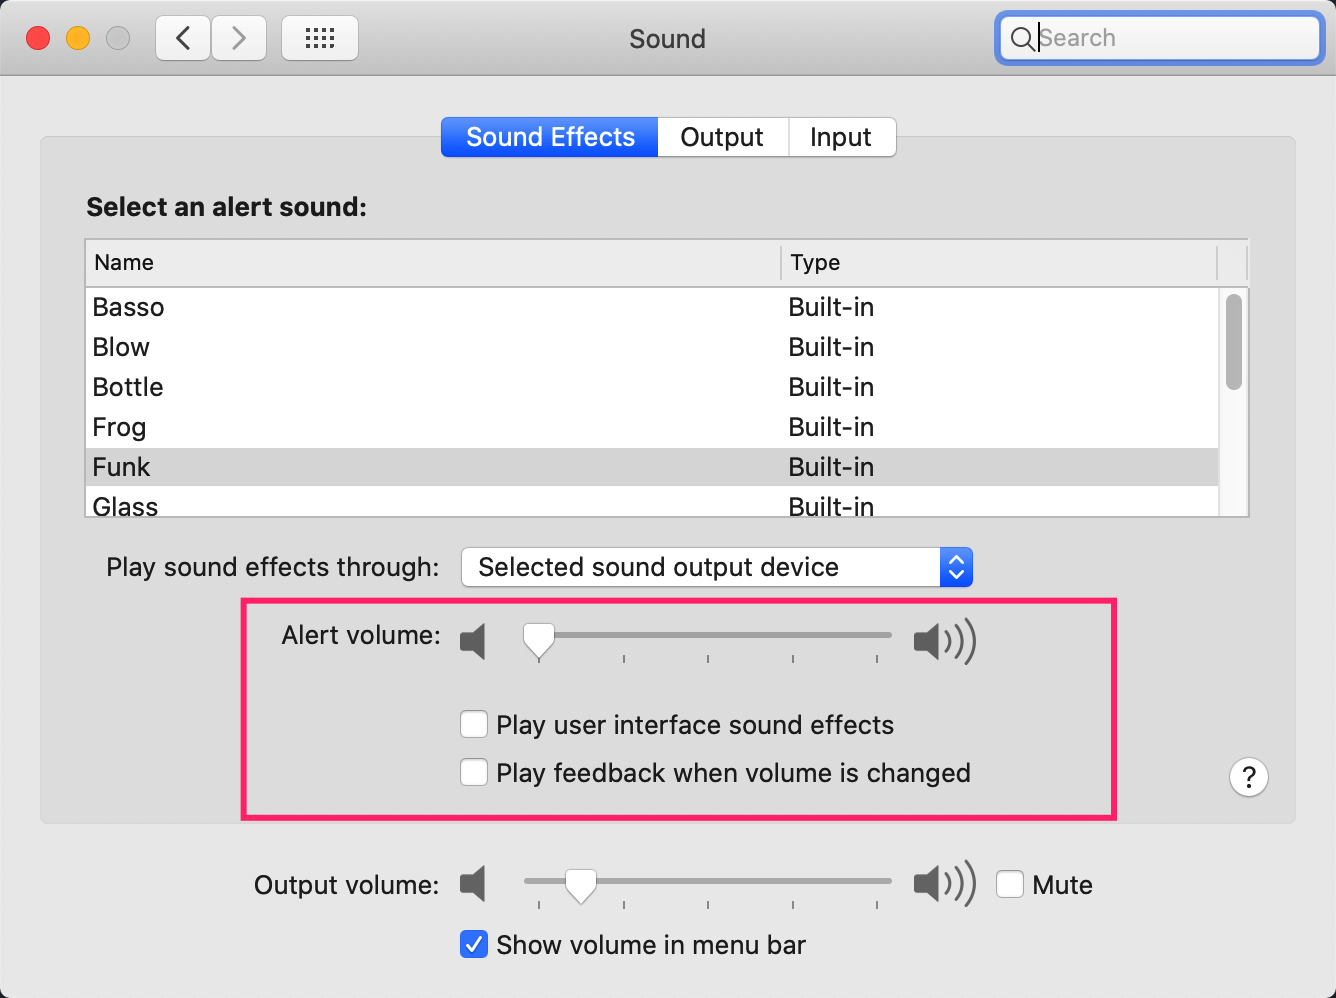 Sound
Search
Sound Effects Output Input
Select an alert sound:
Name Type
Basso Built-in
Blow Built-in
Bottle Built-in
Frog Built-in
Funk Built-in
Glass Built-in
Play sound effects through: Selected sound output device
Alert volume:
Play user interface sound effects
Play feedback when volume is changed
?
Output volume: Mute
Show volume in menu bar